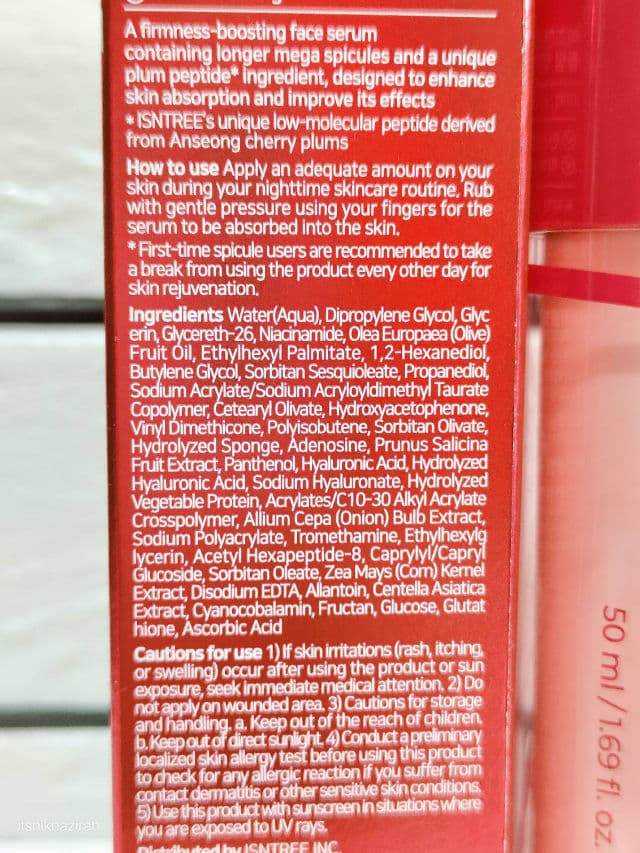 A firmness-boosting face serum
containing longer mega spicules and a unique
plum peptide* ingredient, designed to enhance
skin absorption and improve its effects
* ISNTREE's unique low-molecular peptide derived
from Anseong cherry plums
How to use Apply an adequate amount on your
skin during your nighttime skincare routine. Rub
with gentle pressure using your fingers for the
serum to be absorbed into the skin.
* First-time spicule users are recommended to take
a break from using the product every other day for
skin rejuvenation.
Ingredients Water(Aqua), Dipropylene Glycol, Glyc
erin, Glycereth-26, Niacinamide, Olea Europaea (Olive)
Fruit Oil, Ethylhexyl Palmitate, 1,2-Hexanediol,
Butylene Glycol, Sorbitan Sesquioleate, Propanediol,
Sodium Acrylate/Sodium Acryloyldimethyl Taurate
Copolymer, Cetearyl Olivate, Hydroxyacetophenone,
Vinyl Dimethicone, Polyisobutene, Sorbitan Olivate,
Hydrolyzed Sponge, Adenosine, Prunus Salicina
Fruit Extract, Panthenol, Hyaluronic Acid, Hydrolyzed
Hyaluronic Acid, Sodium Hyaluronate, Hydrolyzed
Vegetable Protein, Acrylates/C10-30 Alkyl Acrylate
Crosspolymer, Allium Cepa (Onion) Bulb Extract,
Sodium Polyacrylate, Tromethamine, Ethylhexylg
lycerin, Acetyl Hexapeptide-8, Caprylyl/Capryl
Glucoside, Sorbitan Oleate, Zea Mays (Corn) Kernel
Extract, Disodium EDTA, Allantoin, Centella Asiatica
Extract, Cyanocobalamin, Fructan, Glucose, Glutat
hione, Ascorbic Acid
Cautions for use 1) If skin irritations (rash, itching,
or swelling) occur after using the product or sun
exposure, seek immediate medical attention. 2) Do
not apply on wounded area. 3) Cautions for storage
and handling. a. Keep out of the reach of children.
b. Keep out of direct sunlight. 4) Conduct a preliminary
localized skin allergy test before using this product
to check for any allergic reaction if you suffer from
contact dermatitis or other sensitive skin conditions.
5) Use this product with sunscreen in situations where
you are exposed to UV rays.
Distributed by ISNTREE INC.
50 ml / 1.69 fl. oz.
itsnikneazirah